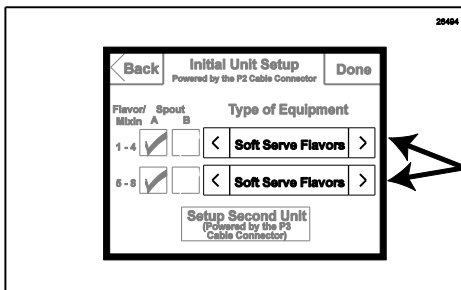 26494
Back
Initial Unit Setup
Powered by the P2 Cable Connector
Done
Flavor/ Spout
Mixin A B
Type of Equipment
1 - 4 < Soft Serve Flavors >
5 - 8 < Soft Serve Flavors >
Setup Second Unit
(Powered by the P3
Cable Connector)